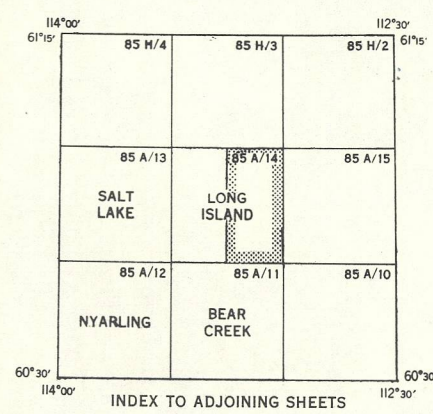 114°00' 112°30'
61°15' 85 H/4 85 H/3 85 H/2 61°15'
85 A/13 85 A/14 85 A/15
SALT LONG
LAKE ISLAND
85 A/12 85 A/11 85 A/10
NYARLING BEAR
CREEK
60°30' 60°30'
114°00' 112°30'
INDEX TO ADJOINING SHEETS